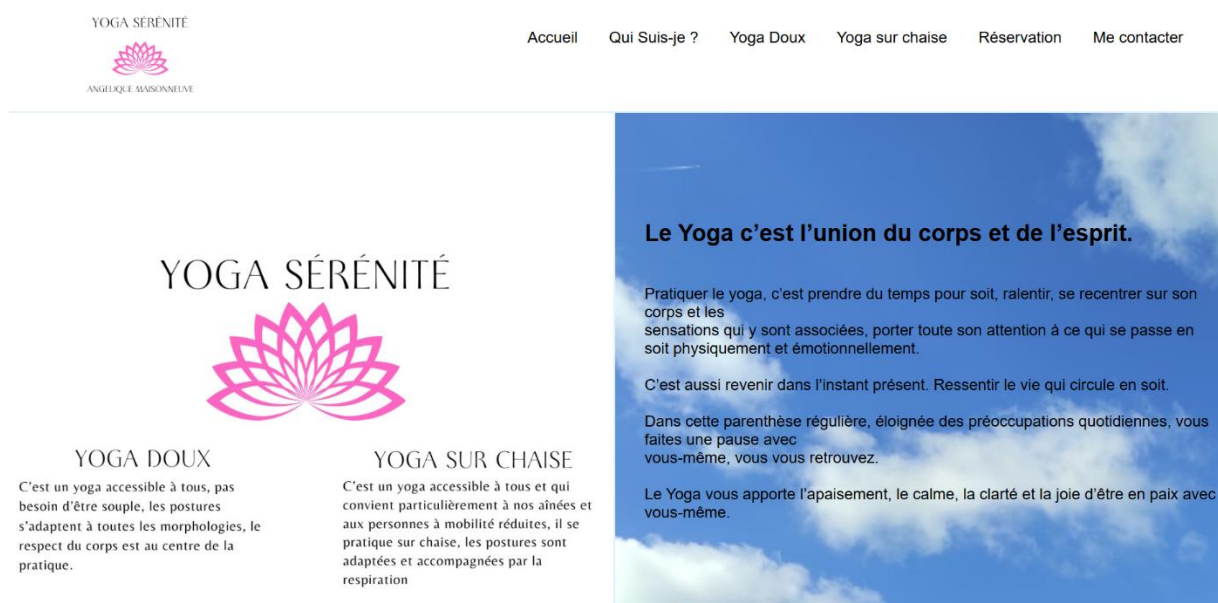 YOGA SÉRÉNITÉ
ANGELIQUE MAISONNEUVE
Accueil Qui Suis-je ? Yoga Doux Yoga sur chaise Réservation Me contacter
YOGA SÉRÉNITÉ
YOGA DOUX
C'est un yoga accessible à tous, pas
besoin d'être souple, les postures
s'adaptent à toutes les morphologies, le
respect du corps est au centre de la
pratique.
YOGA SUR CHAISE
C'est un yoga accessible à tous et qui
convient particulièrement à nos aînées et
aux personnes à mobilité réduites, il se
pratique sur chaise, les postures sont
adaptées et accompagnées par la
respiration
Le Yoga c’est l’union du corps et de l’esprit.
Pratiquer le yoga, c’est prendre du temps pour soit, ralentir, se recentrer sur son
corps et les
sensations qui y sont associées, porter toute son attention à ce qui se passe en
soit physiquement et émotionnellement.
C’est aussi revenir dans l’instant présent. Ressentir le vie qui circule en soit.
Dans cette parenthèse régulière, éloignée des préoccupations quotidiennes, vous
faites une pause avec
vous-même, vous vous retrouvez.
Le Yoga vous apporte l’apaisement, le calme, la clarté et la joie d’être en paix avec
vous-même.